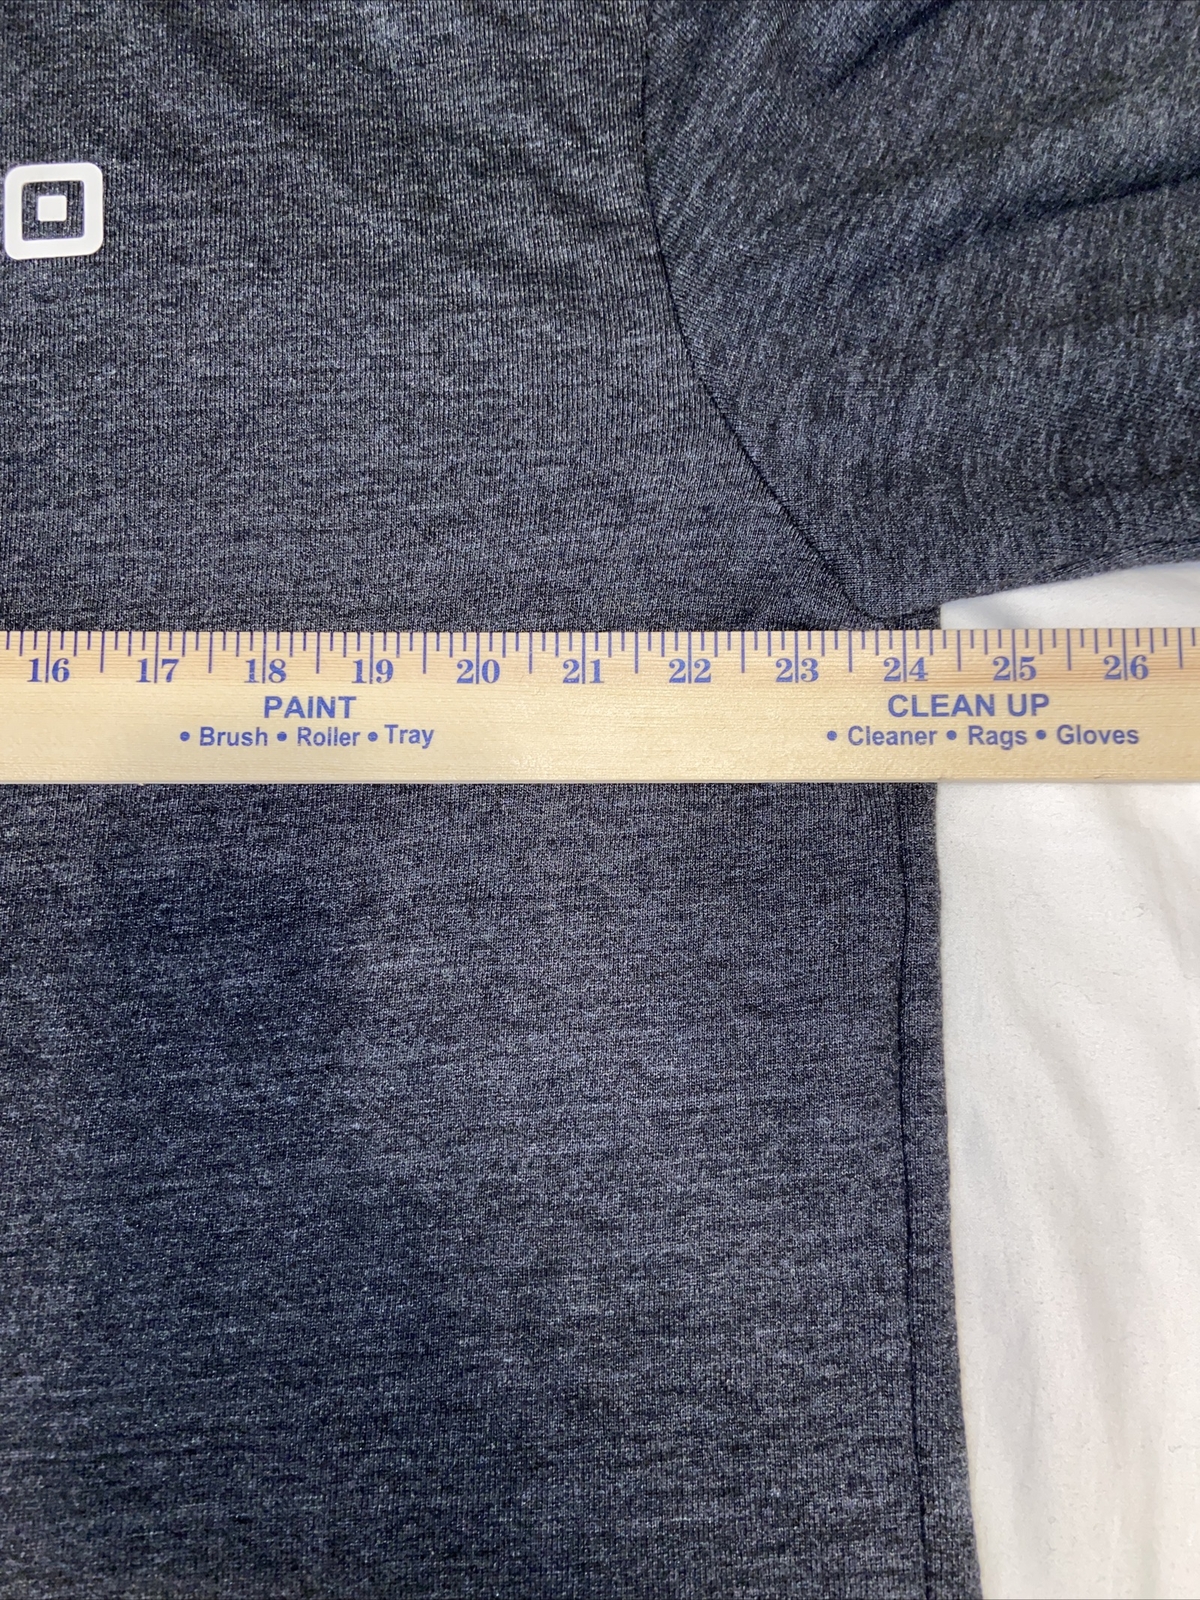 16 17 18 19 20 21 22 23 24 25 26
PAINT CLEAN UP
• Brush • Roller • Tray • Cleaner • Rags • Gloves